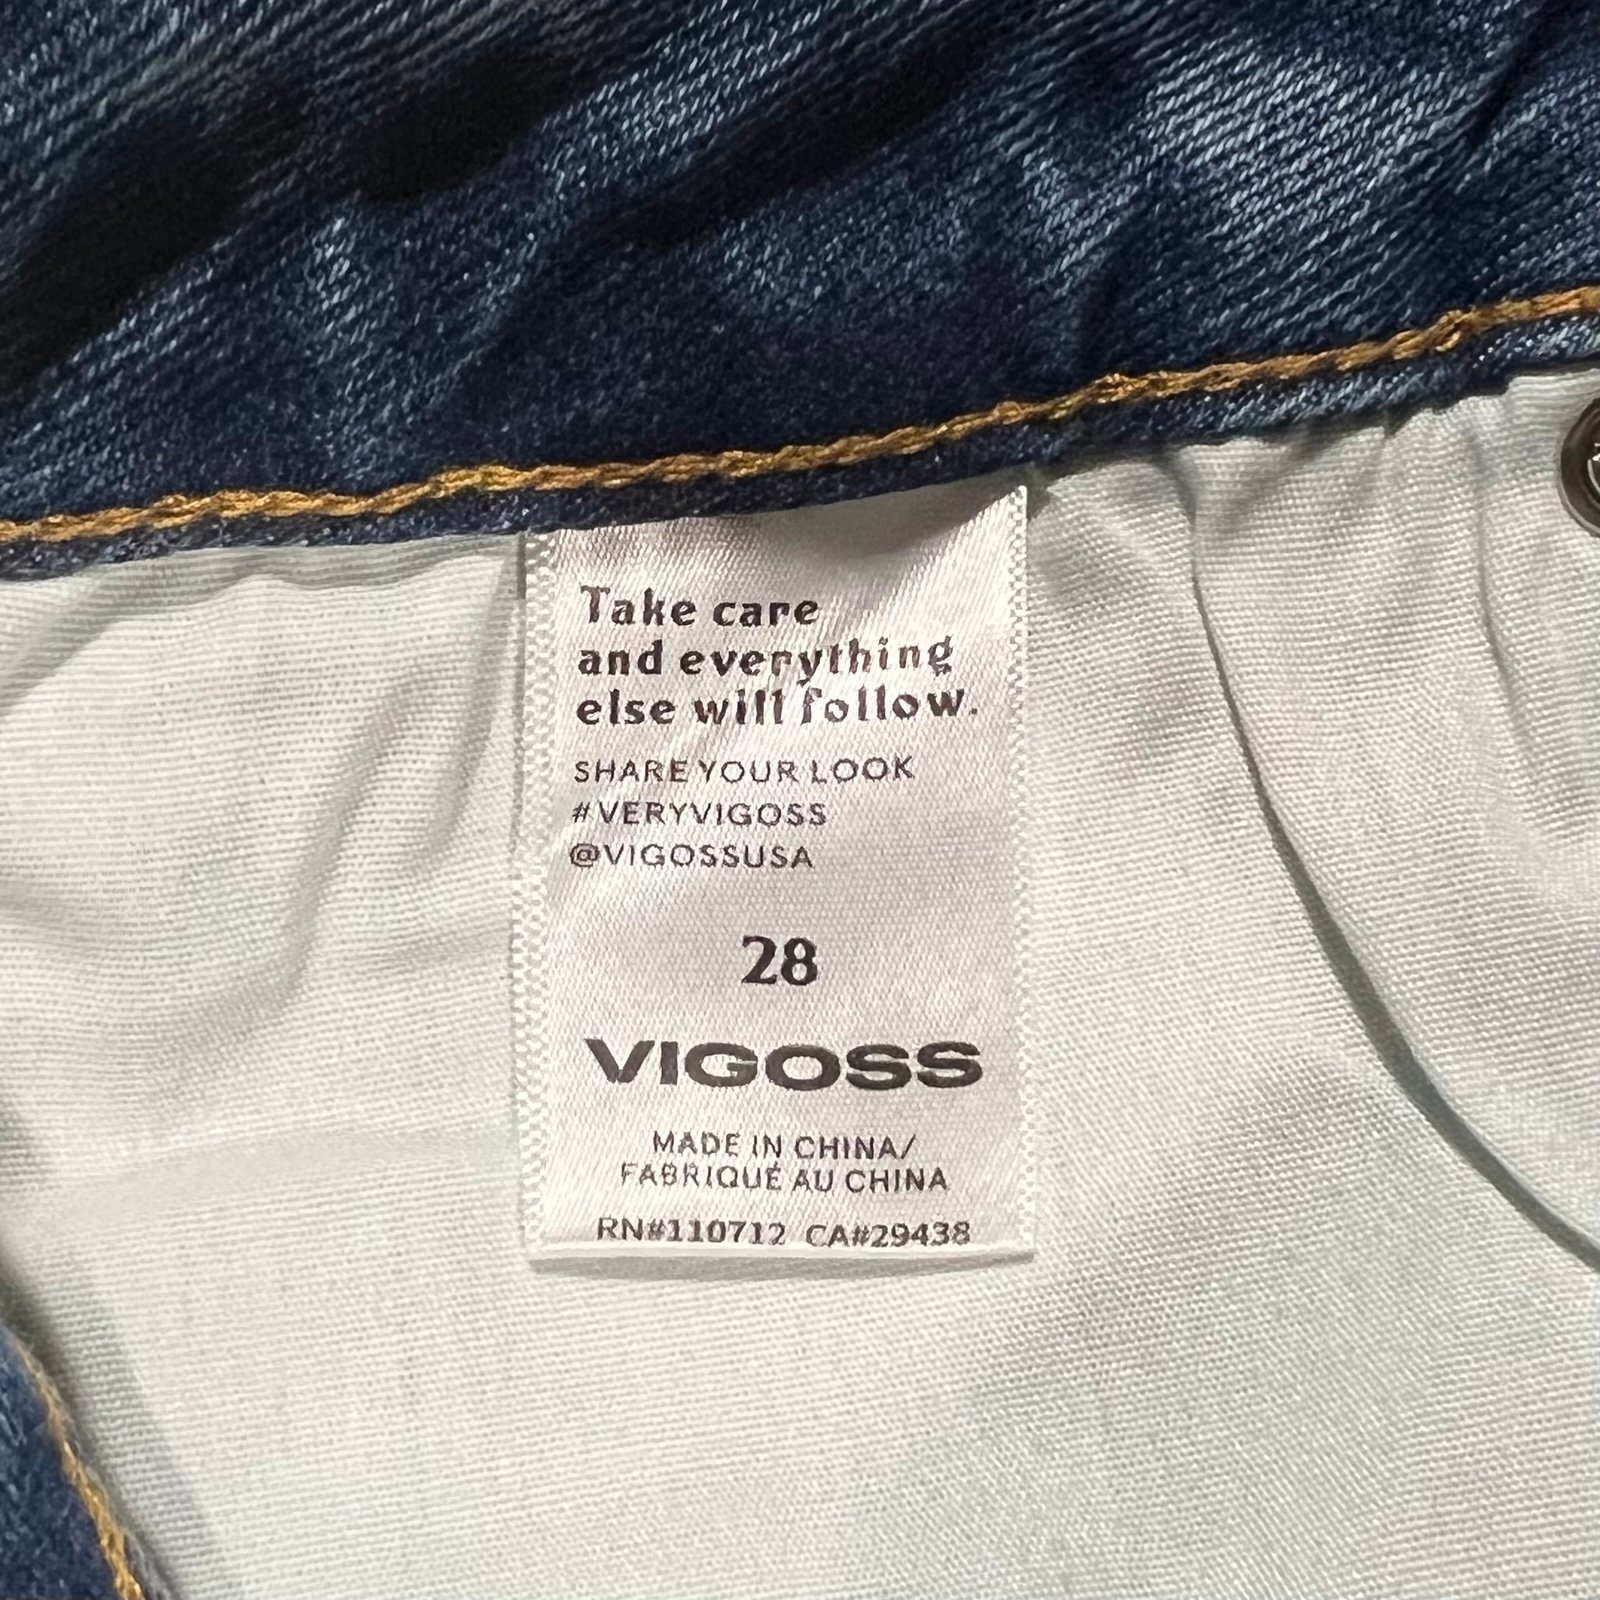 Take care
and everything
else will follow.
SHARE YOUR LOOK
#VERYVIGOSS
@VIGOSSUSA
28
VIGOSS
MADE IN CHINA/
FABRIQUÉ AU CHINA
RN#110712 CA#29438